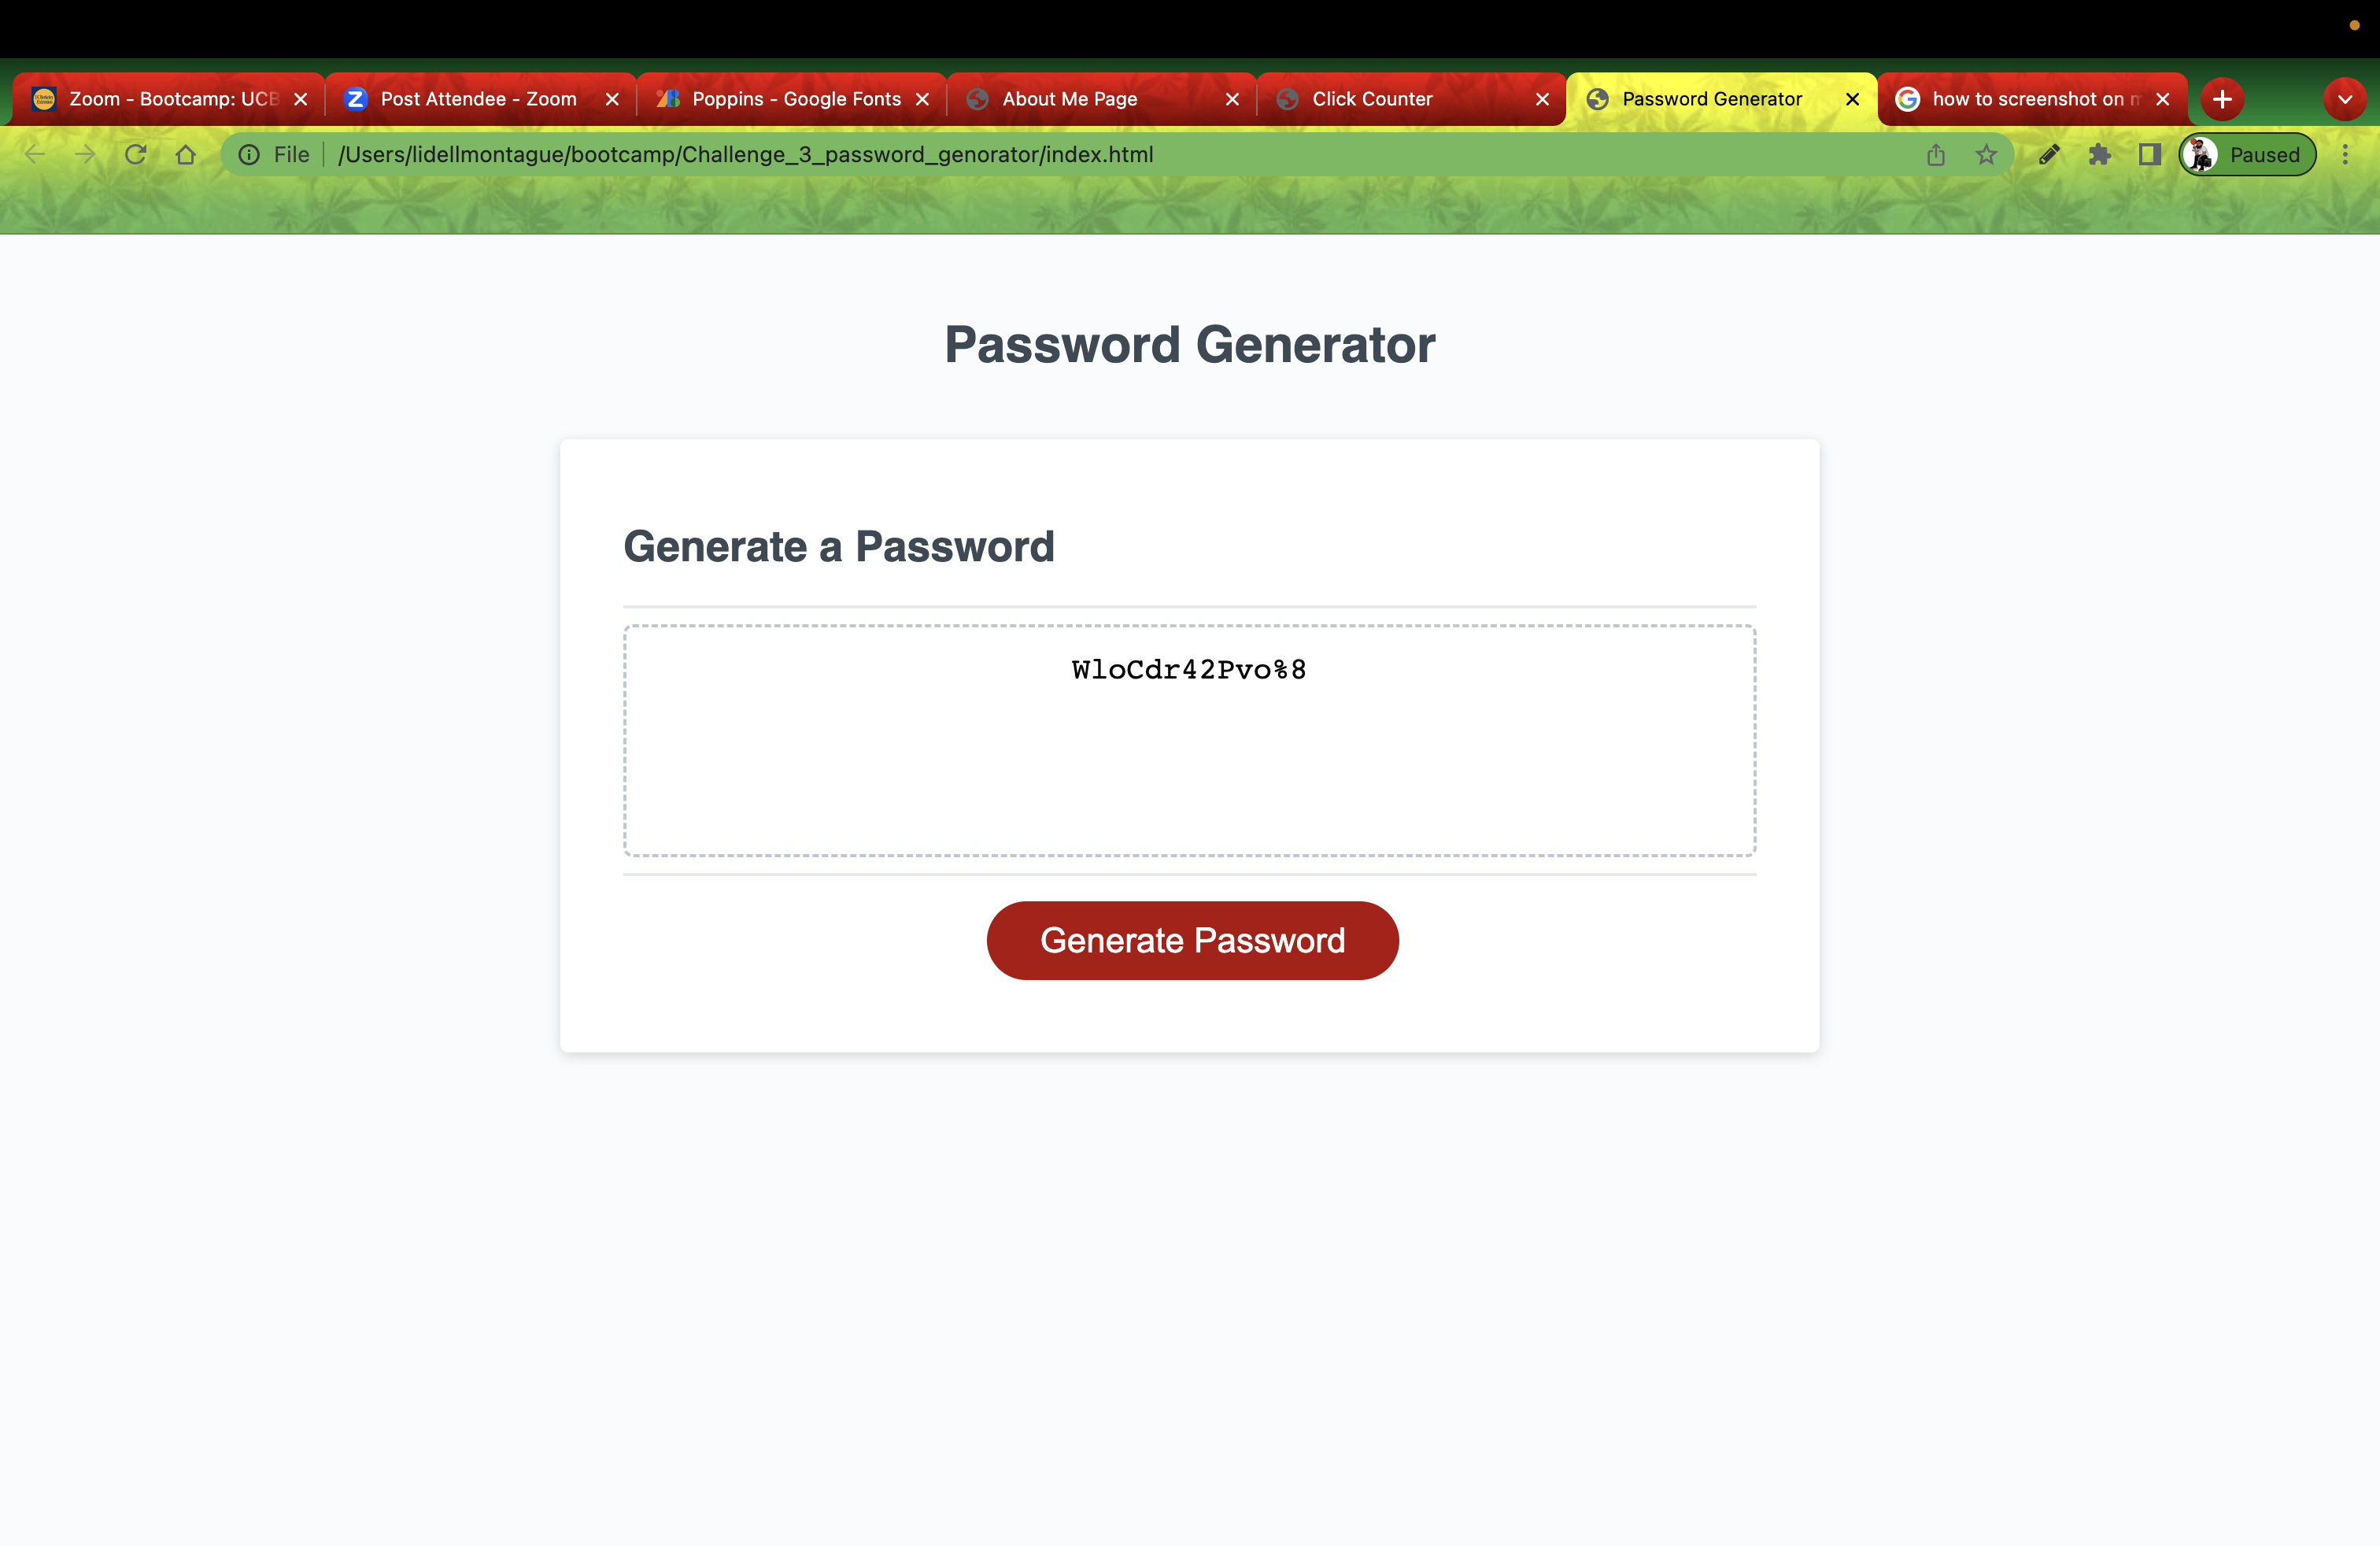 Zoom - Bootcamp: UCB
Post Attendee - Zoom
Poppins - Google Fonts
About Me Page
Click Counter
Password Generator
how to screenshot on m
File
/Users/lidellmontague/bootcamp/Challenge_3_password_genorator/index.html
Paused
Password Generator
Generate a Password
WloCdr42Pvo%8
Generate Password